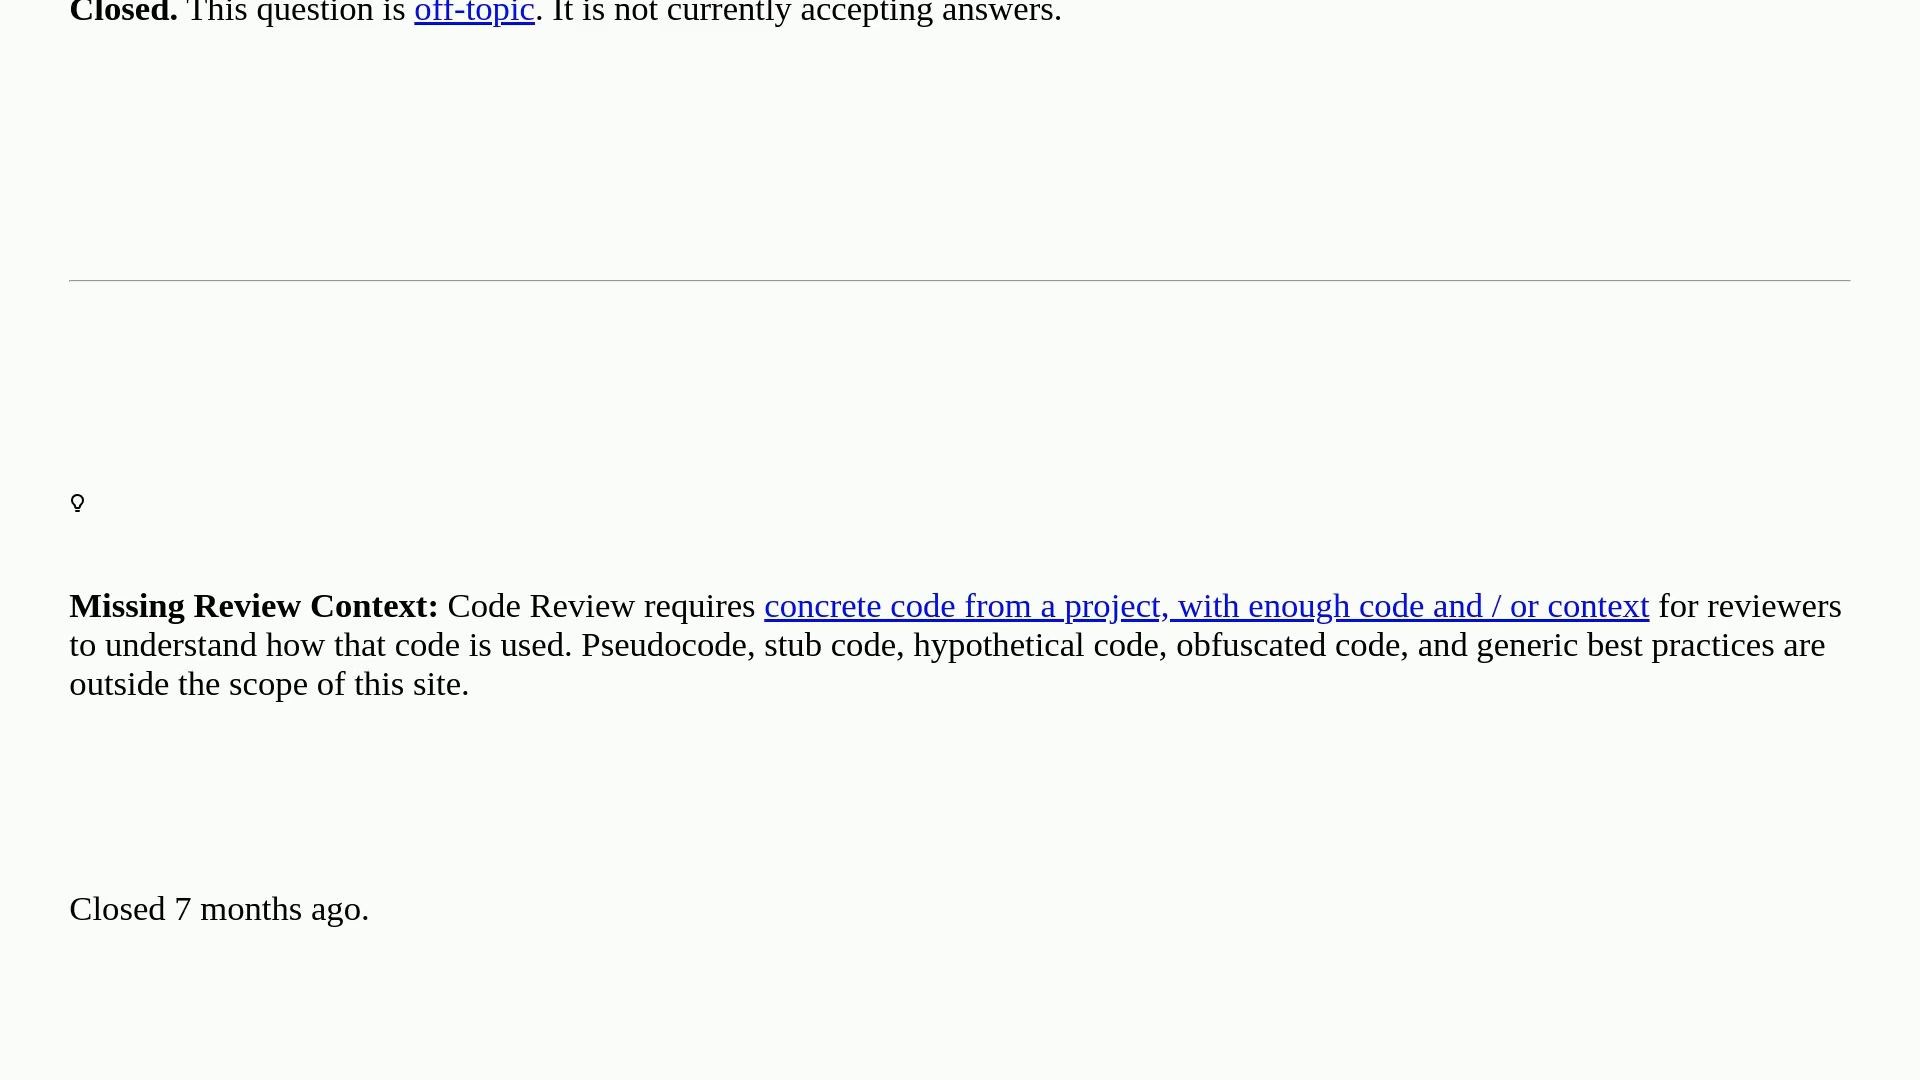 Closed. This question is off-topic. It is not currently accepting answers.
Missing Review Context: Code Review requires concrete code from a project, with enough code and / or context for reviewers
to understand how that code is used. Pseudocode, stub code, hypothetical code, obfuscated code, and generic best practices are
outside the scope of this site.
Closed 7 months ago.